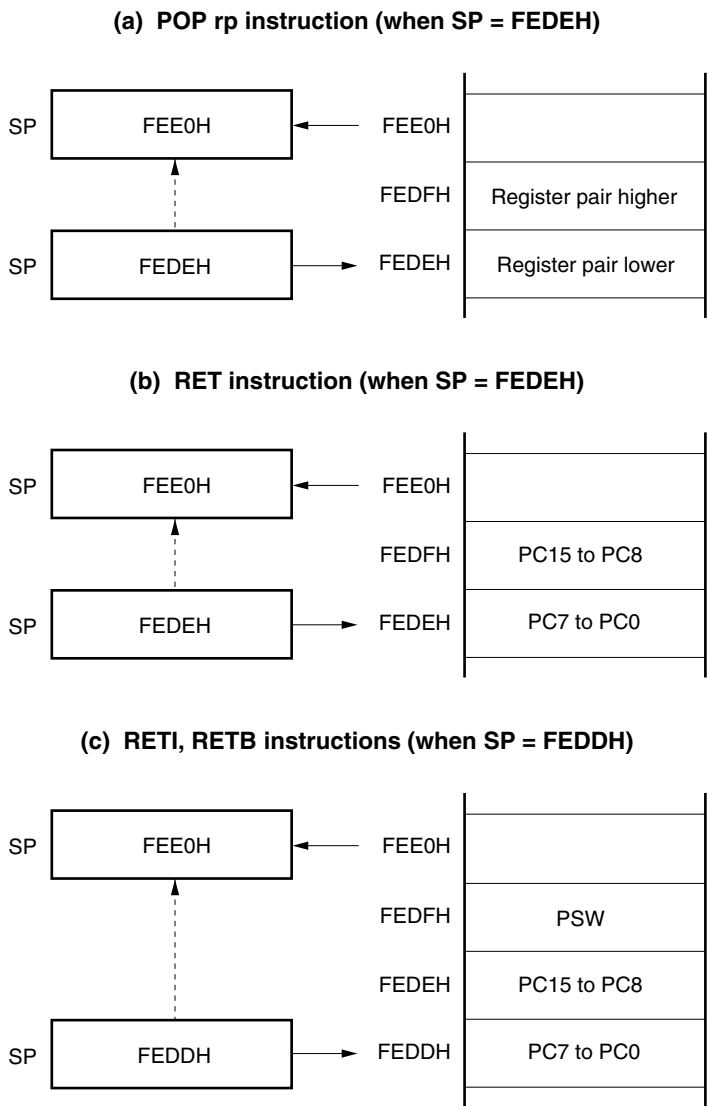 (a) POP rp instruction (when SP = FEDEH)
SP FEE0H FEE0H
FEDFH Register pair higher
SP FEDEH FEDEH Register pair lower
(b) RET instruction (when SP = FEDEH)
SP FEE0H FEE0H
FEDFH PC15 to PC8
SP FEDEH FEDEH PC7 to PC0
(c) RETI, RETB instructions (when SP = FEDDH)
SP FEE0H FEE0H
FEDFH PSW
FEDEH PC15 to PC8
SP FEDDH FEDDH PC7 to PC0